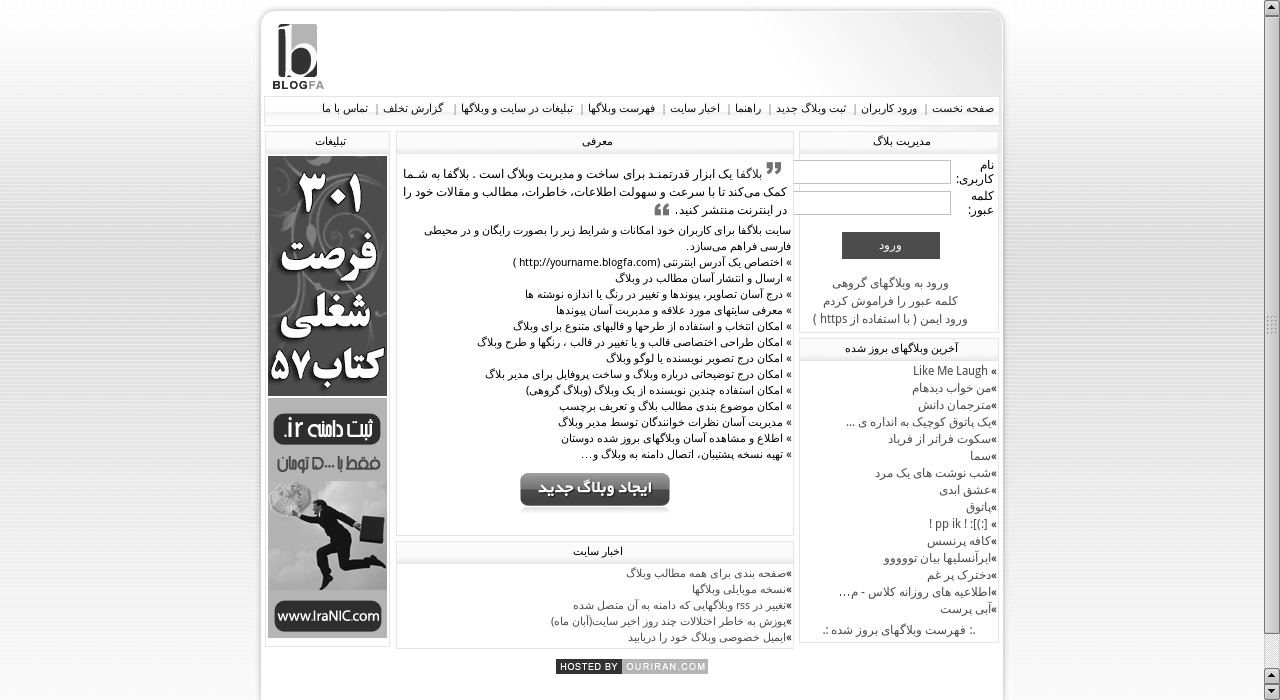 BLOGFA
صفحه نخست | ورود کاربران | ثبت وبلاگ جدید | راهنما | اخبار سایت | فهرست وبلاگها | تبلیغات در سایت و وبلاگها | گزارش تخلف | تماس با ما
مدیریت بلاگ
نام
کاربری:
کلمه
عبور:
ورود
ورود به وبلاگهای گروهی
کلمه عبور را فراموش کردم
ورود ایمن ( با استفاده از https )
آخرین وبلاگهای بروز شده
» Like Me Laugh
»من خواب دیدهام
»مترجمان دانش
»یک پاتوق کوچیک به انداره ی ...
»سکوت فراتر از فریاد
»سما
»شب نوشت های یک مرد
»عشق ابدی
»پاتوق
» [:)]: ! pp ik !
»کافه پرنسس
»ایرآنسلیها بیان تووووو
»دخترک پر غم
»اطلاعیه های روزانه کلاس - م...
»آبی پرست
.: فهرست وبلاگهای بروز شده :.
معرفی
بلاگفا یک ابزار قدرتمنـد برای ساخت و مدیریت وبلاگ است . بلاگفا به شـما
کمک می‌کند تا با سرعت و سهولت اطلاعات، خاطرات، مطالب و مقالات خود را
در اینترنت منتشر کنید.
سایت بلاگفا برای کاربران خود امکانات و شرایط زیر را بصورت رایگان و در محیطی
فارسی فراهم می‌سازد.
» اختصاص یک آدرس اینترنتی (http://yourname.blogfa.com )
» ارسال و انتشار آسان مطالب در وبلاگ
» درج آسان تصاویر، پیوندها و تغییر در رنگ یا اندازه نوشته ها
» معرفی سایتهای مورد علاقه و مدیریت آسان پیوندها
» امکان انتخاب و استفاده از طرحها و قالبهای متنوع برای وبلاگ
» امکان طراحی اختصاصی قالب و یا تغییر در قالب ، رنگها و طرح وبلاگ
» امکان درج تصویر نویسنده یا لوگو وبلاگ
» امکان درج توضیحاتی درباره وبلاگ و ساخت پروفایل برای مدیر بلاگ
» امکان استفاده چندین نویسنده از یک وبلاگ (وبلاگ گروهی)
» امکان موضوع بندی مطالب بلاگ و تعریف برچسب
» مدیریت آسان نظرات خوانندگان توسط مدیر وبلاگ
» اطلاع و مشاهده آسان وبلاگهای بروز شده دوستان
» تهیه نسخه پشتیبان، اتصال دامنه به وبلاگ و...
ایجاد وبلاگ جدید
اخبار سایت
»صفحه بندی برای همه مطالب وبلاگ
»نسخه موبایلی وبلاگها
»تغییر در rss وبلاگهایی که دامنه به آن متصل شده
»پوزش به خاطر اختلالات چند روز اخیر سایت(آبان ماه)
»ایمیل خصوصی وبلاگ خود را دریابید
تبلیغات
۳۰۱
فرصت
شغلی
کتاب۵۷
ثبت دامنه ir.
فقط با ۵۰۰۰ تومان
www.IraNIC.com
HOSTED BY OURIRAN.COM